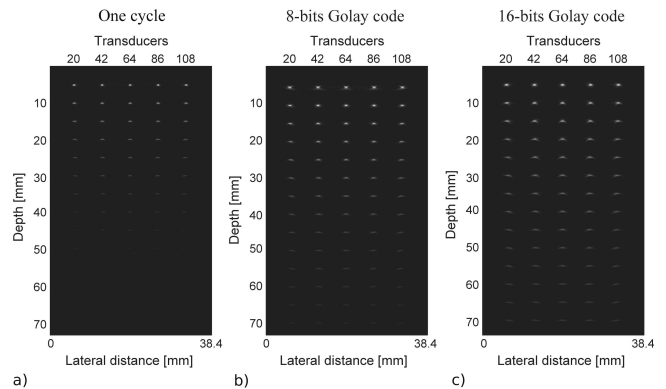 One cycle
8-bits Golay code
16-bits Golay code
Transducers
Transducers
Transducers
20 42 64 86 108
20 42 64 86 108
20 42 64 86 108
Depth [mm]
10
20
30
40
50
60
70
Depth [mm]
10
20
30
40
50
60
70
Depth [mm]
10
20
30
40
50
60
70
0 38.4
0 38.4
0 38.4
Lateral distance [mm]
Lateral distance [mm]
Lateral distance [mm]
a)
b)
c)